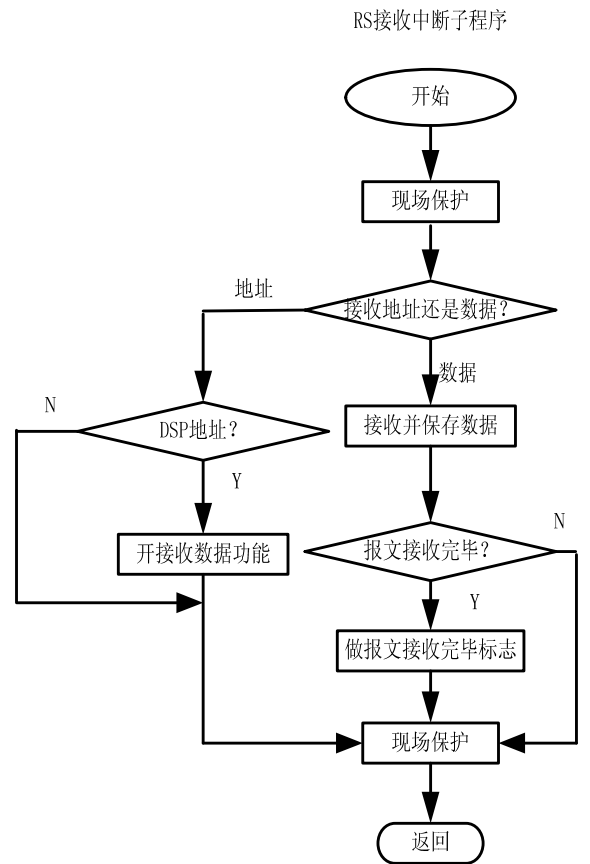 RS接收中断子程序
开始
现场保护
地址
接收地址还是数据?
数据
N
DSP地址?
接收并保存数据
Y
N
开接收数据功能
报文接收完毕?
Y
做报文接收完毕标志
现场保护
返回